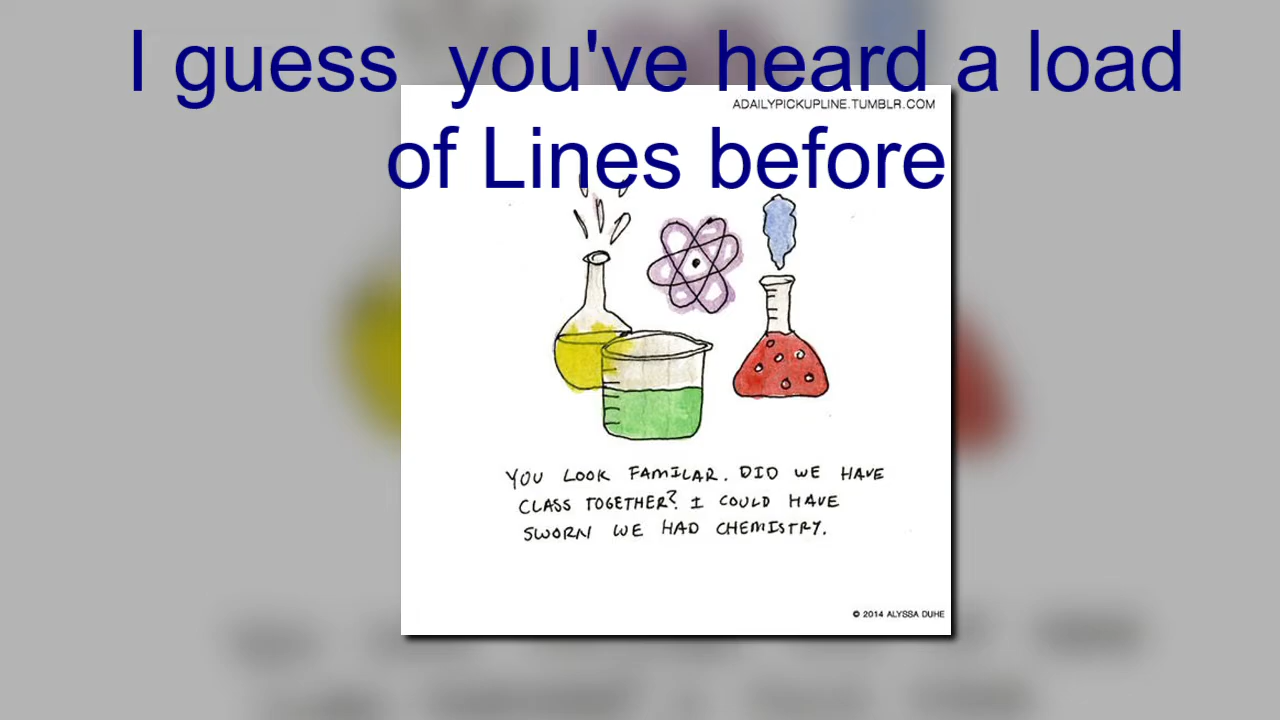 I guess  you've heard a load
ADAILYPICKUPLINE.TUMBLR.COM
of Lines before
YOU LOOK FAMILAR. DID WE HAVE
CLASS TOGETHER? I COULD HAVE
SWORN WE HAD CHEMISTRY.
© 2014 ALYSSA DUHE